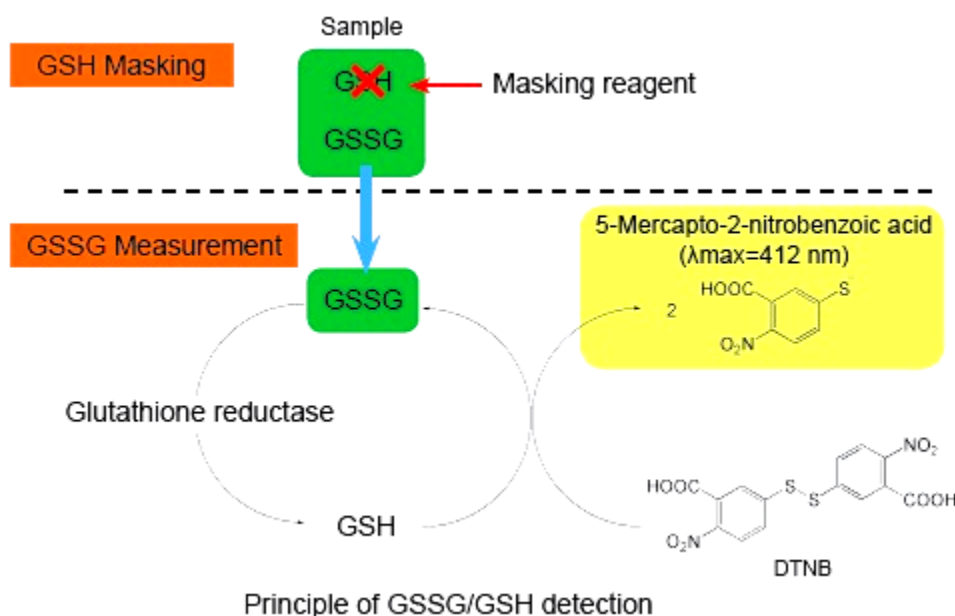 Sample
GSH Masking
GSH
Masking reagent
GSSG
GSSG Measurement
5-Mercapto-2-nitrobenzoic acid
(λmax=412 nm)
GSSG
2
HOOC
S
O₂N
Glutathione reductase
NO₂
HOOC
S
S
COOH
O₂N
GSH
DTNB
Principle of GSSG/GSH detection